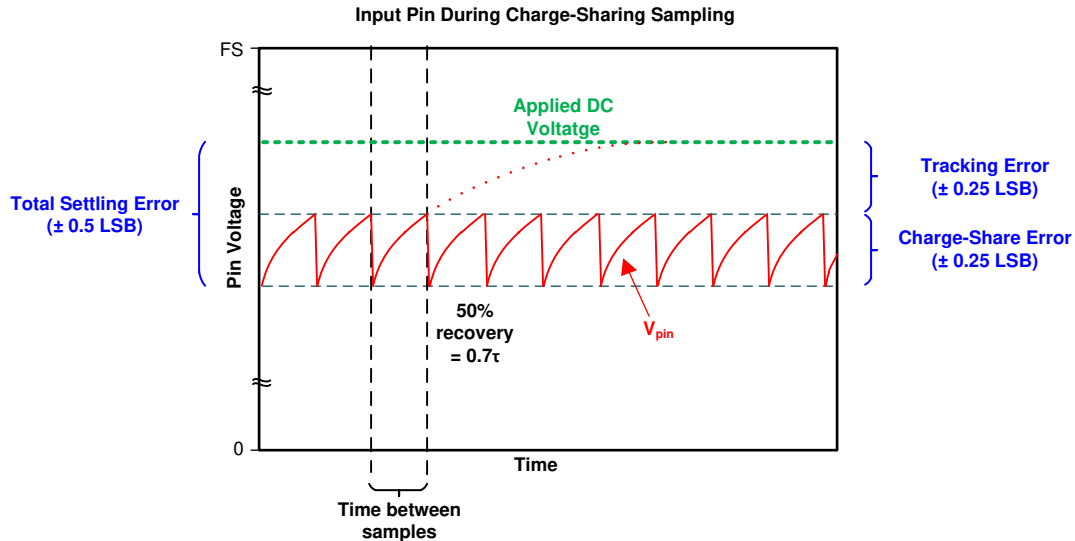 Input Pin During Charge-Sharing Sampling
FS
Applied DC
Voltatge
Total Settling Error
(± 0.5 LSB)
Pin Voltage
Tracking Error
(± 0.25 LSB)
Charge-Share Error
(± 0.25 LSB)
50%
recovery
= 0.7τ
Vpin
0
Time
Time between
samples